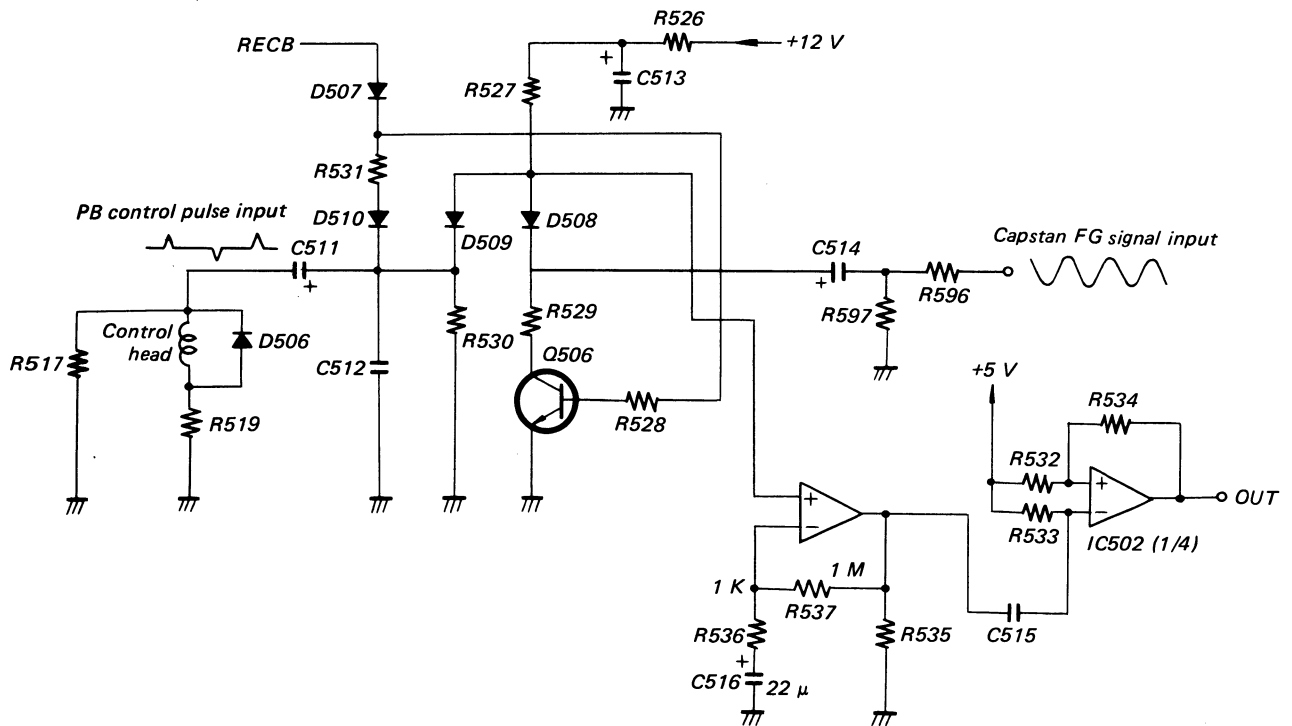 R526
RECB
+12 V
+
C513
D507
R527
R531
PB control pulse input
D510
D509
D508
C511
+
C514
+
Capstan FG signal input
R596
R597
R529
R530
Control
head
D506
R517
C512
Q506
R519
R528
+5 V
R534
R532
+
OUT
R533
−
IC502 (1/4)
+
−
1 K
1 M
R537
R536
R535
C515
+
C516
22 μ